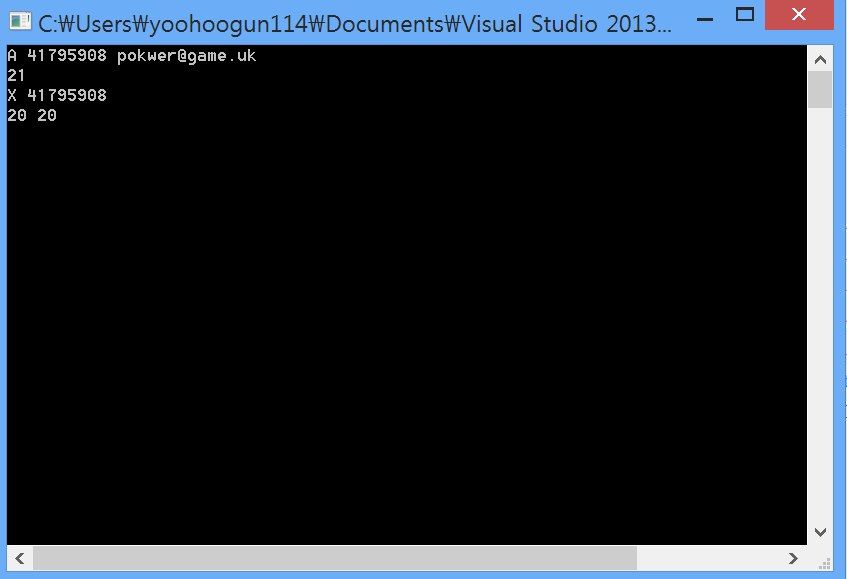 C:₩Users₩yoohoogun114₩Documents₩Visual Studio 2013...
A 41795908 pokwer@game.uk
21
X 41795908
20 20